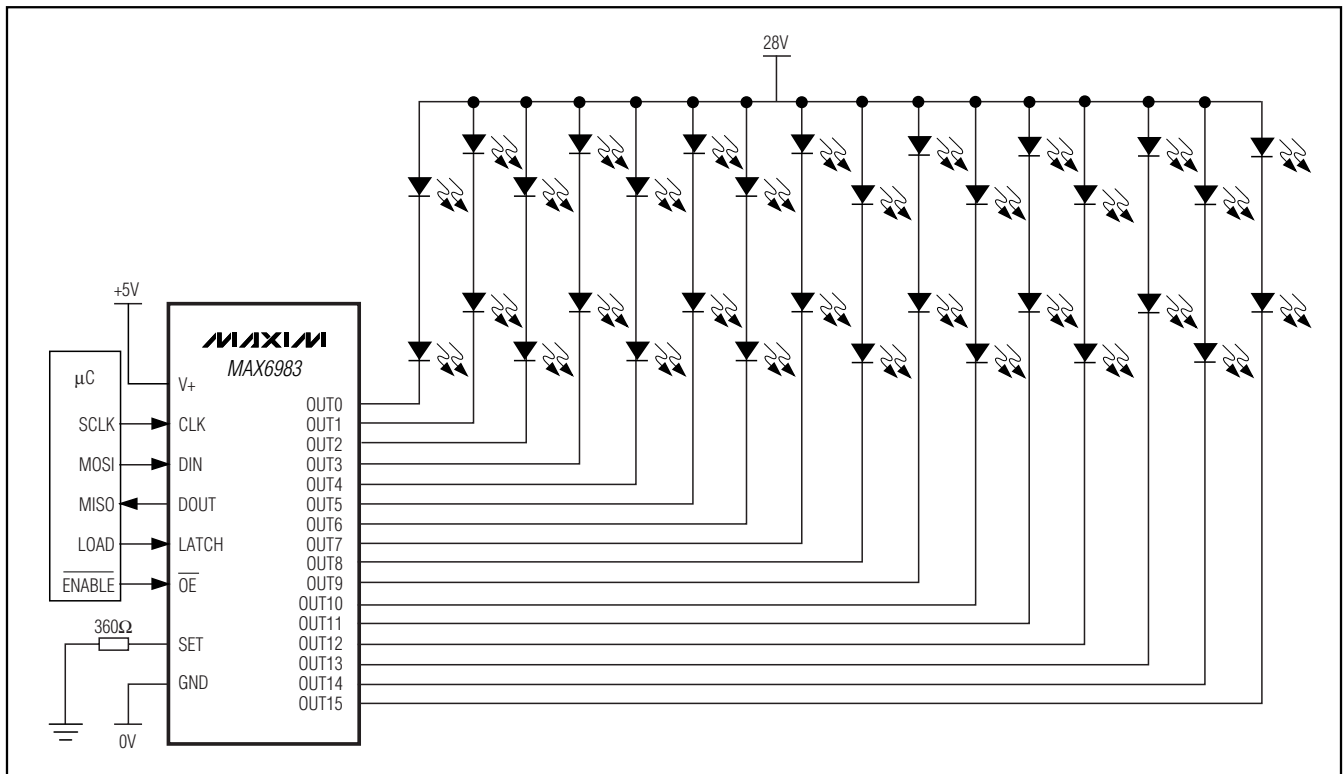 28V
+5V
MAXIM
MAX6983
µC
SCLK
MOSI
MISO
LOAD
ENABLE
V+
CLK
DIN
DOUT
LATCH
OE
SET
GND
360Ω
0V
OUT0
OUT1
OUT2
OUT3
OUT4
OUT5
OUT6
OUT7
OUT8
OUT9
OUT10
OUT11
OUT12
OUT13
OUT14
OUT15